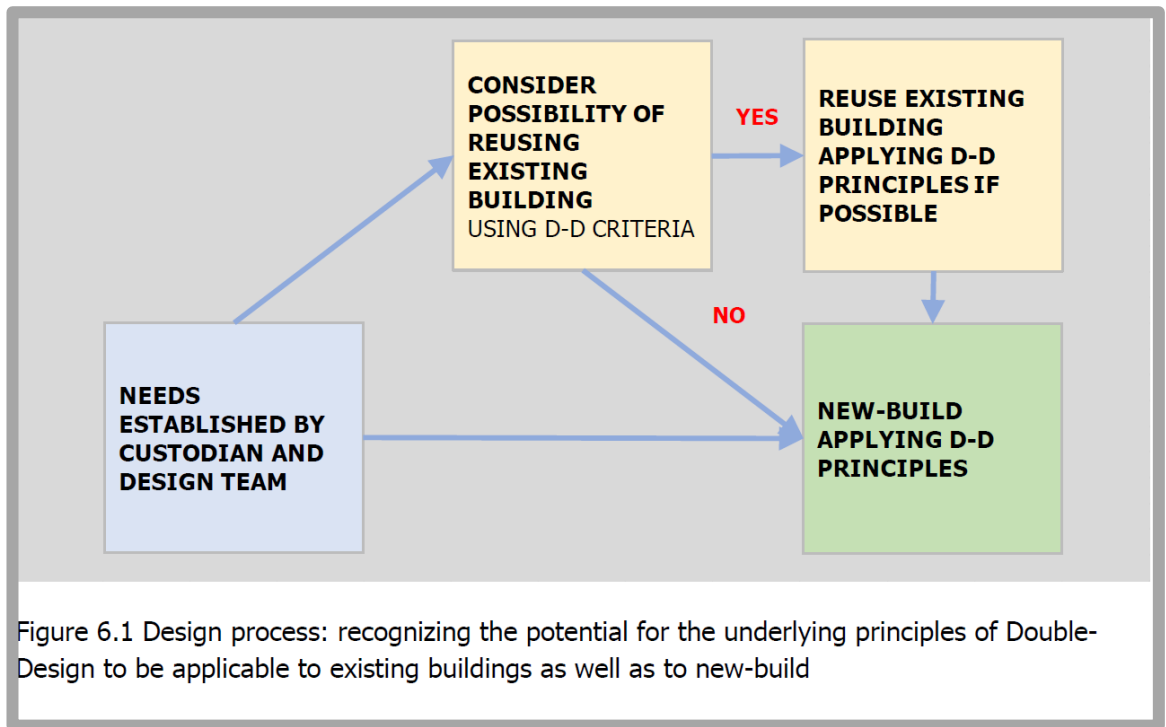 CONSIDER
POSSIBILITY OF
REUSING
EXISTING
BUILDING
USING D-D CRITERIA
YES
REUSE EXISTING
BUILDING
APPLYING D-D
PRINCIPLES IF
POSSIBLE
NO
NEEDS
ESTABLISHED BY
CUSTODIAN AND
DESIGN TEAM
NEW-BUILD
APPLYING D-D
PRINCIPLES
Figure 6.1 Design process: recognizing the potential for the underlying principles of Double-
Design to be applicable to existing buildings as well as to new-build